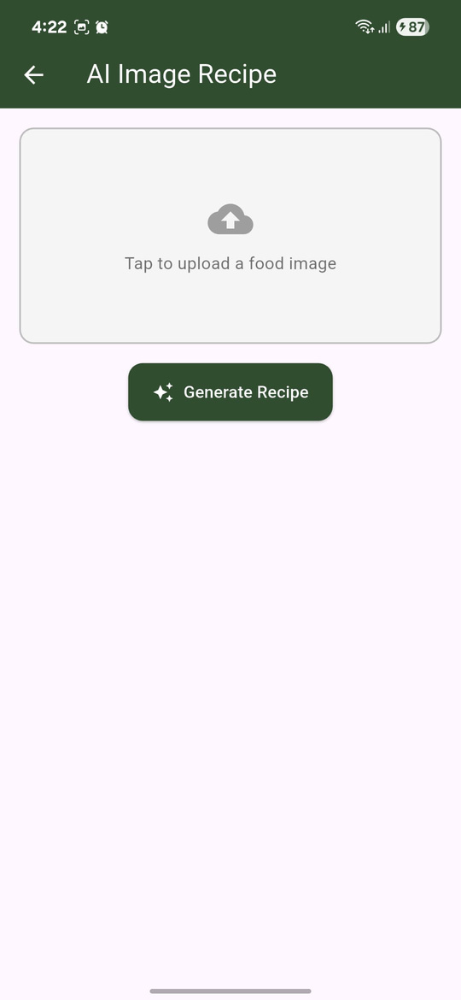 4:22
87
AI Image Recipe
Tap to upload a food image
Generate Recipe